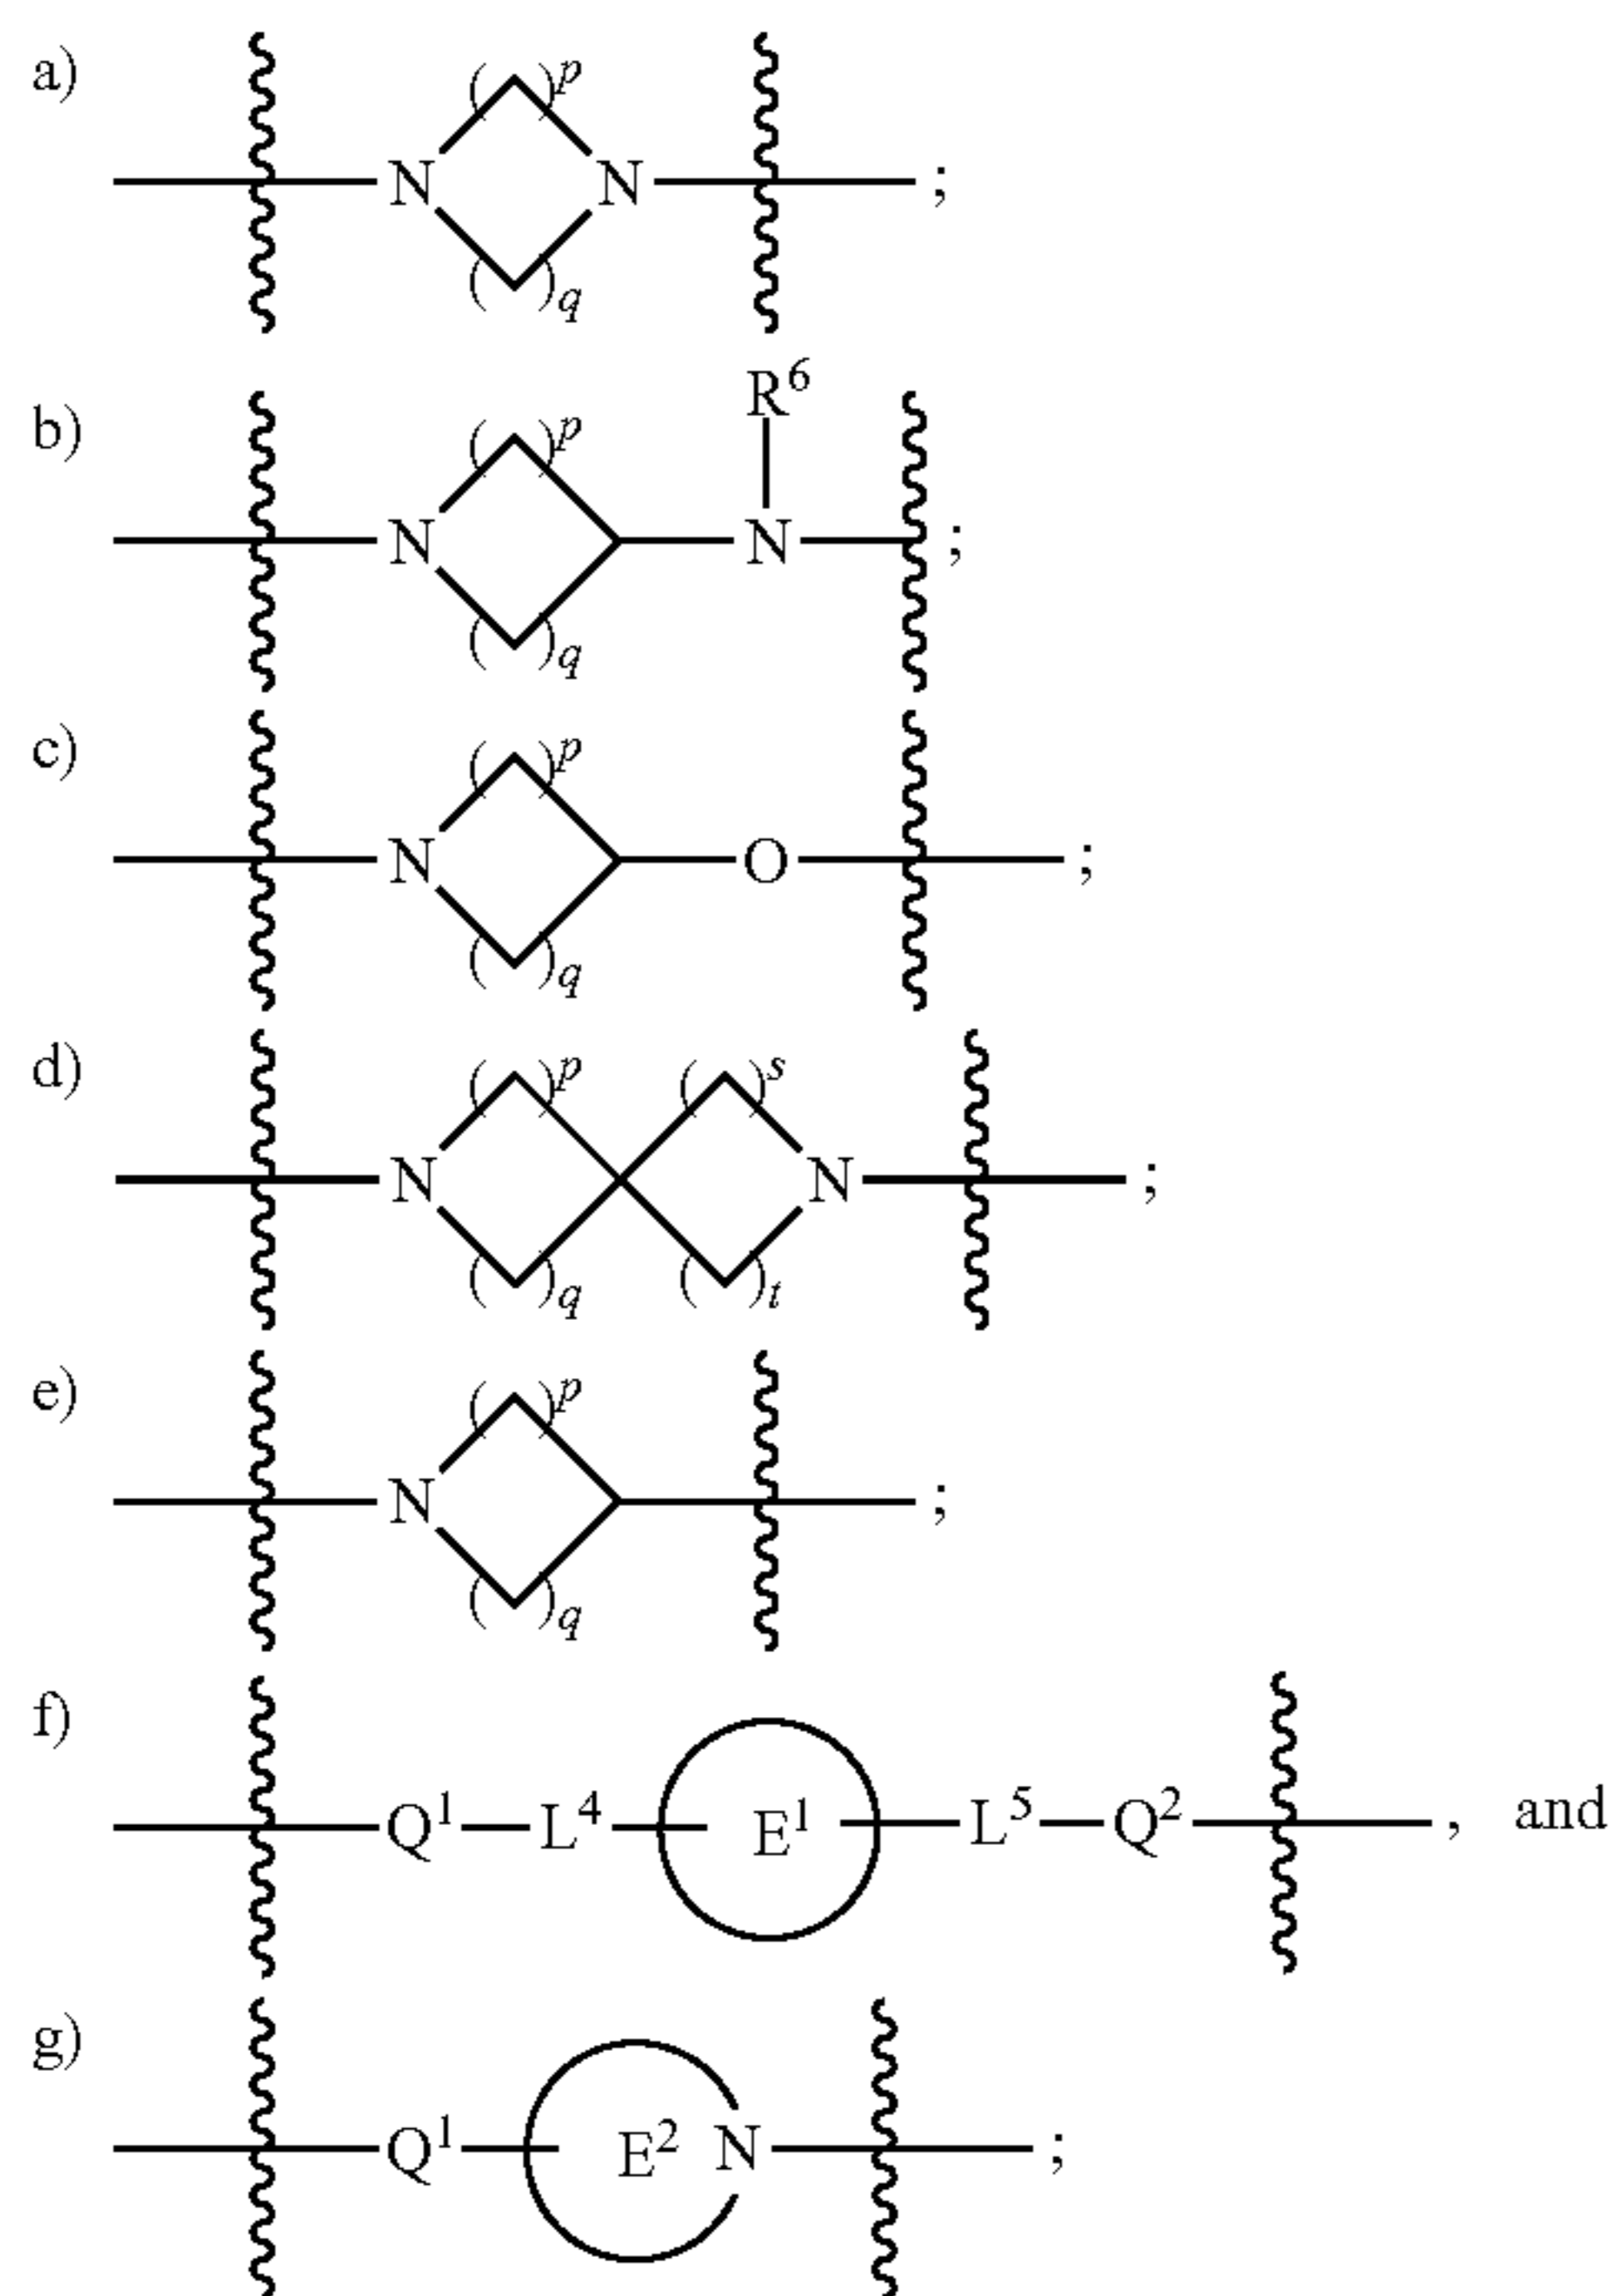 a) ( )p N N ; ( )q
b) ( )p R6 N N ; ( )q
c) ( )p N O ; ( )q
d) ( )p ( )s N N ; ( )q ( )t
e) ( )p N ; ( )q
f) Q1 L4 E1 L5 Q2 , and
g) Q1 E2 N ;